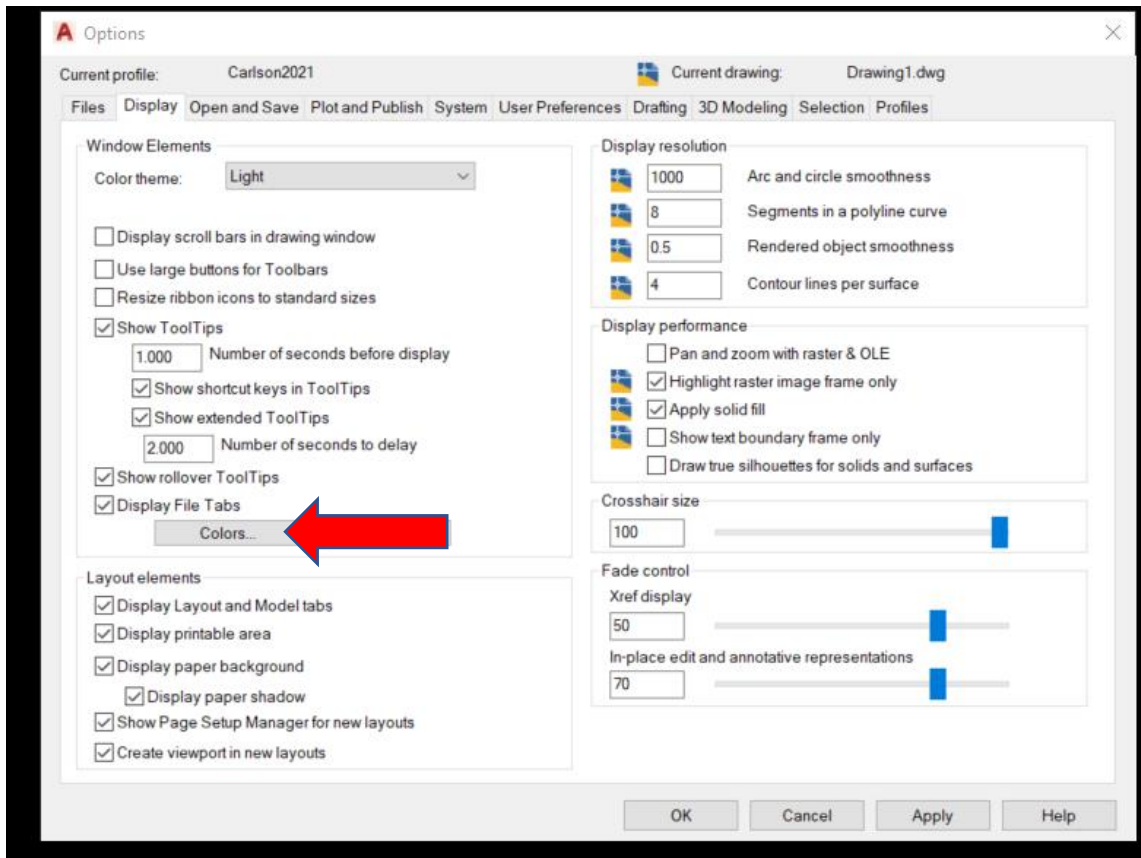 A Options
Current profile: Carlson2021 Current drawing: Drawing1.dwg
Files Display Open and Save Plot and Publish System User Preferences Drafting 3D Modeling Selection Profiles
Window Elements
Color theme: Light
Display scroll bars in drawing window
Use large buttons for Toolbars
Resize ribbon icons to standard sizes
Show ToolTips
1.000 Number of seconds before display
Show shortcut keys in ToolTips
Show extended ToolTips
2.000 Number of seconds to delay
Show rollover ToolTips
Display File Tabs
Colors...
Layout elements
Display Layout and Model tabs
Display printable area
Display paper background
Display paper shadow
Show Page Setup Manager for new layouts
Create viewport in new layouts
Display resolution
1000 Arc and circle smoothness
8 Segments in a polyline curve
0.5 Rendered object smoothness
4 Contour lines per surface
Display performance
Pan and zoom with raster & OLE
Highlight raster image frame only
Apply solid fill
Show text boundary frame only
Draw true silhouettes for solids and surfaces
Crosshair size
100
Fade control
Xref display
50
In-place edit and annotative representations
70
OK Cancel Apply Help